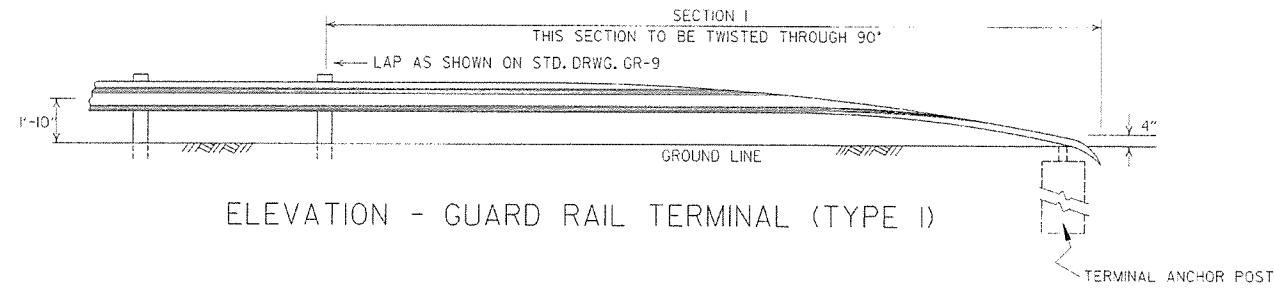 SECTION I
THIS SECTION TO BE TWISTED THROUGH 90°
LAP AS SHOWN ON STD. DRWG. GR-9
1'-10"
4"
GROUND LINE
ELEVATION - GUARD RAIL TERMINAL (TYPE I)
TERMINAL ANCHOR POST